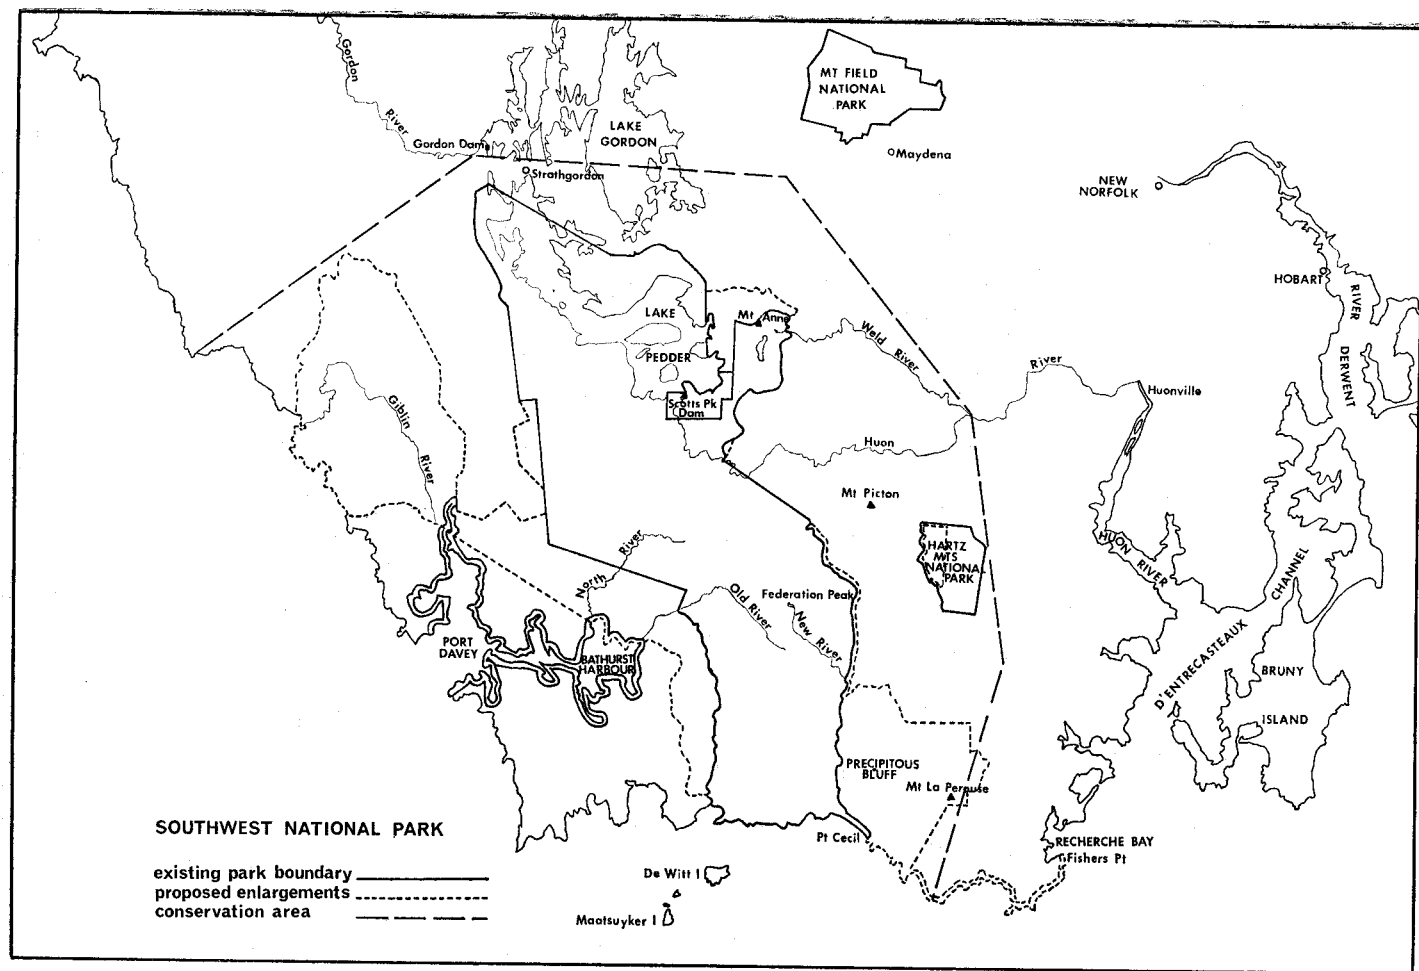 Gordon
River
Gordon Dam
LAKE
GORDON
Strathgordon
MT FIELD
NATIONAL
PARK
Maydena
NEW
NORFOLK
HOBART
RIVER
DERWENT
LAKE
PEDDER
Mt Anne
Scotts Pk
Dam
Weld River
River
Huonville
Huon
Giblin
River
Mt Picton
HARTZ
MTS
NATIONAL
PARK
HUON RIVER
North River
Old River
Federation Peak
New River
PORT
DAVEY
BATHURST
HARBOUR
D'ENTRECASTEAUX CHANNEL
BRUNY
ISLAND
PRECIPITOUS
BLUFF
Mt La Perouse
Pt Cecil
RECHERCHE BAY
Fishers Pt
De Witt I
Maatsuyker I
SOUTHWEST NATIONAL PARK
existing park boundary
proposed enlargements
conservation area